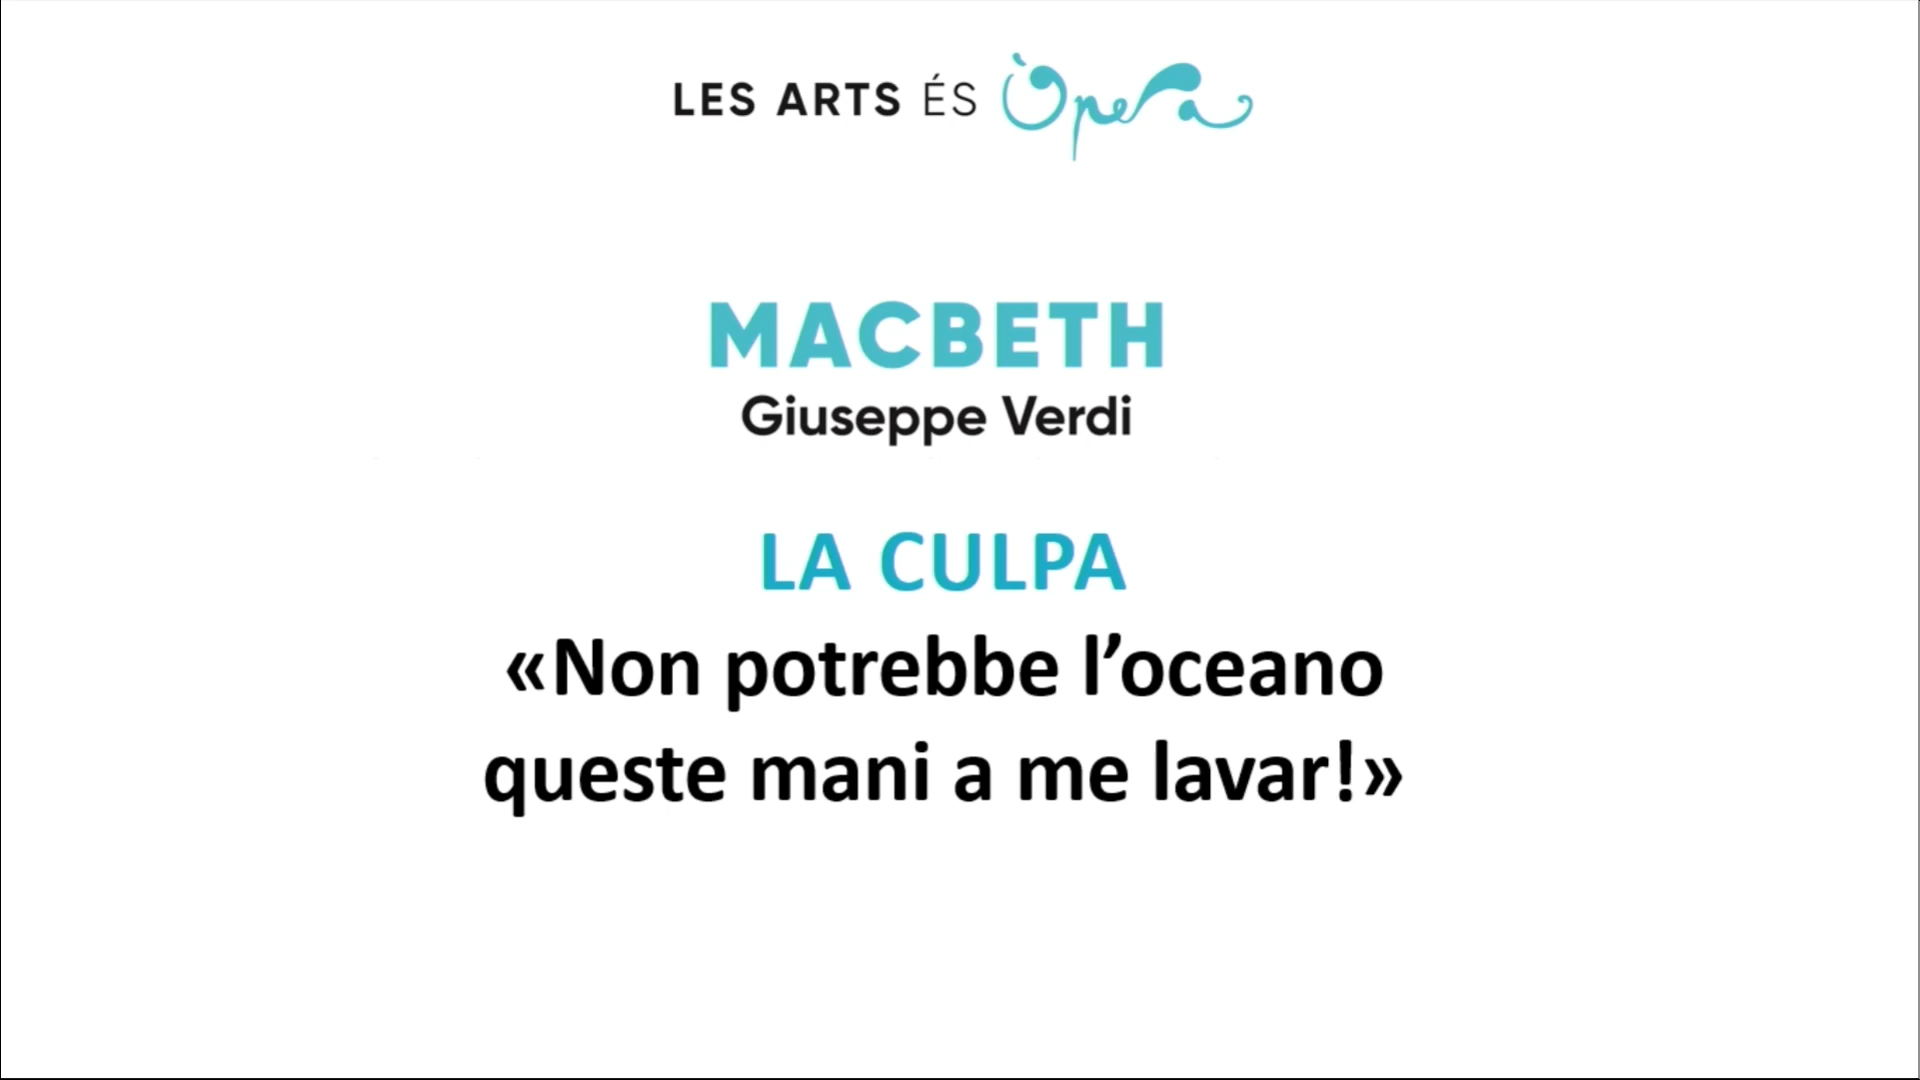 LES ARTS ÉS Òpera
MACBETH
Giuseppe Verdi
LA CULPA
«Non potrebbe l’oceano
queste mani a me lavar!»